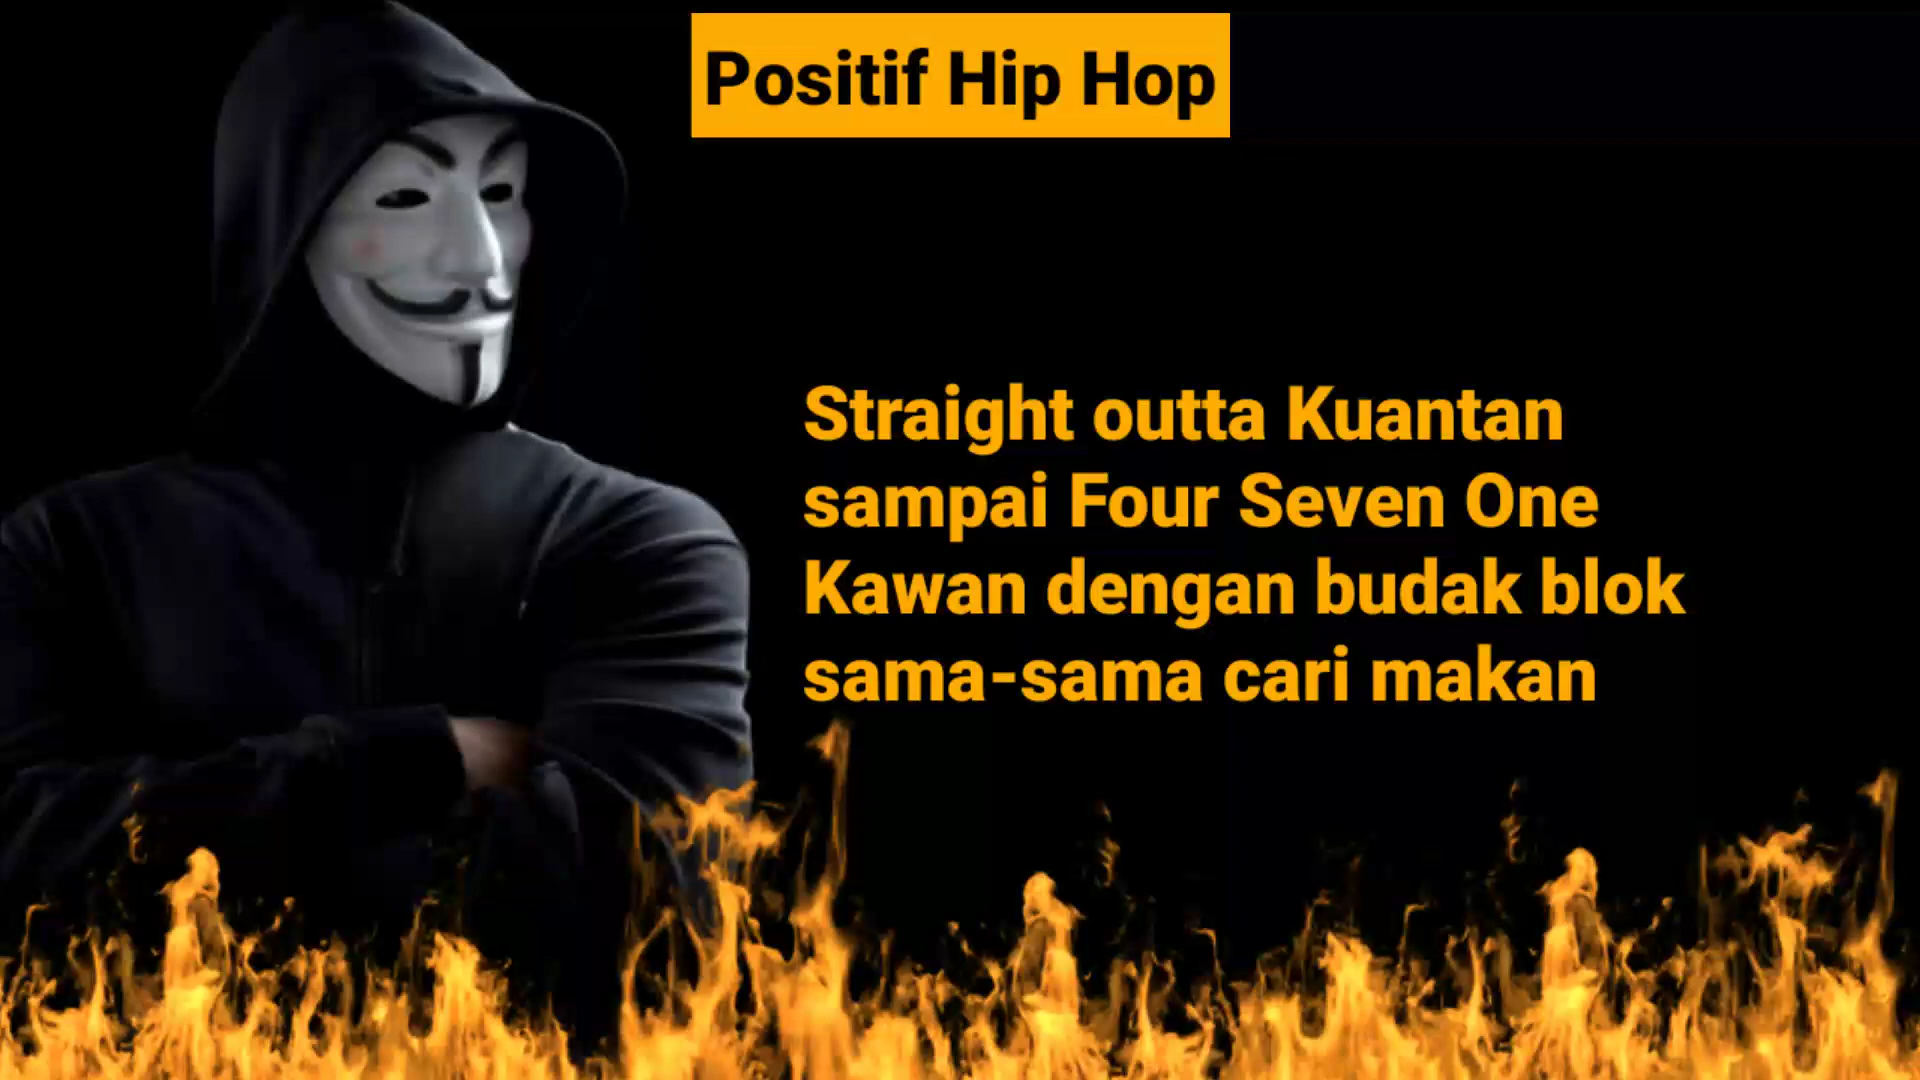 Positif Hip Hop
Straight outta Kuantan
sampai Four Seven One
Kawan dengan budak blok
sama-sama cari makan